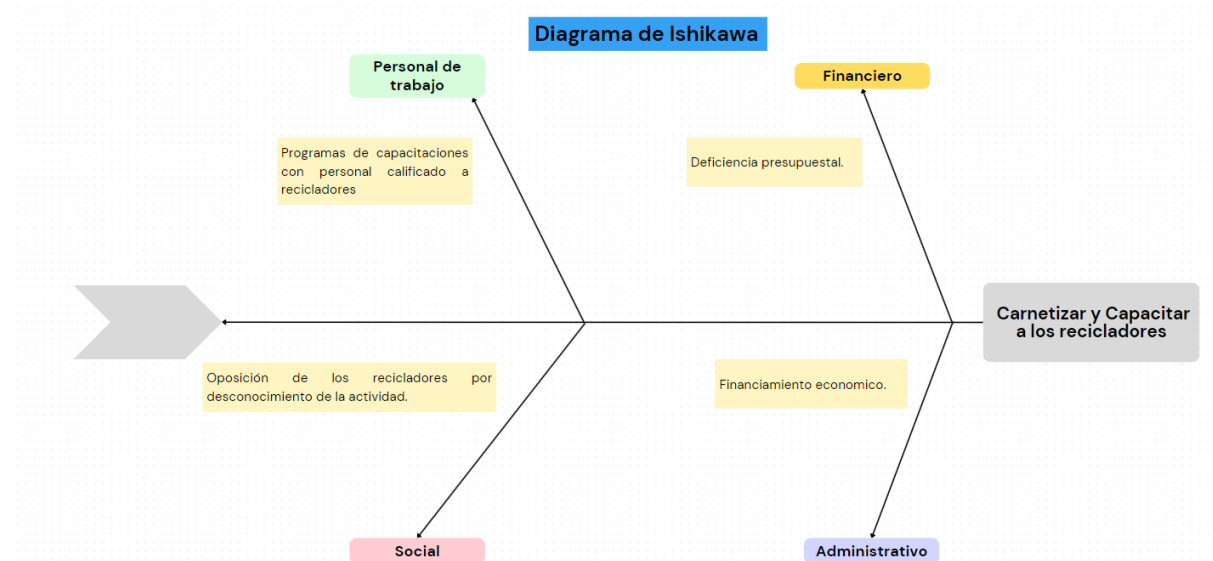 Diagrama de Ishikawa
Personal de
trabajo
Financiero
Programas de capacitaciones
con personal calificado a
recicladores
Deficiencia presupuestal.
Carnetizar y Capacitar
a los recicladores
Oposición de los recicladores por
desconocimiento de la actividad.
Financiamiento economico.
Social
Administrativo